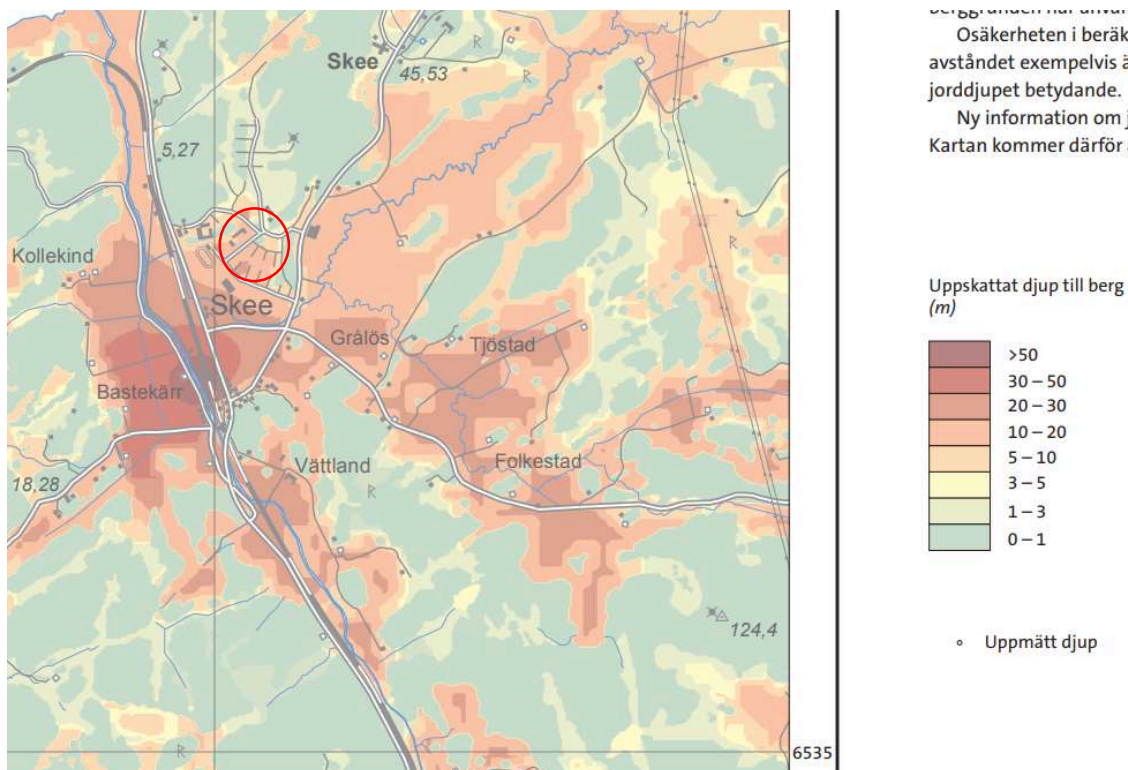 Skee
45,53
5,27
Kollekind
Skee
Grålös
Tjöstad
Bastekärr
Vättland
Folkestad
18,28
R
R
R
R
124,4
6535
Osäkerheten i beräk
avståndet exempelvis ä
jorddjupet betydande.
Ny information om j
Kartan kommer därför a
Uppskattat djup till berg
(m)
>50
30 – 50
20 – 30
10 – 20
5 – 10
3 – 5
1 – 3
0 – 1
Uppmätt djup